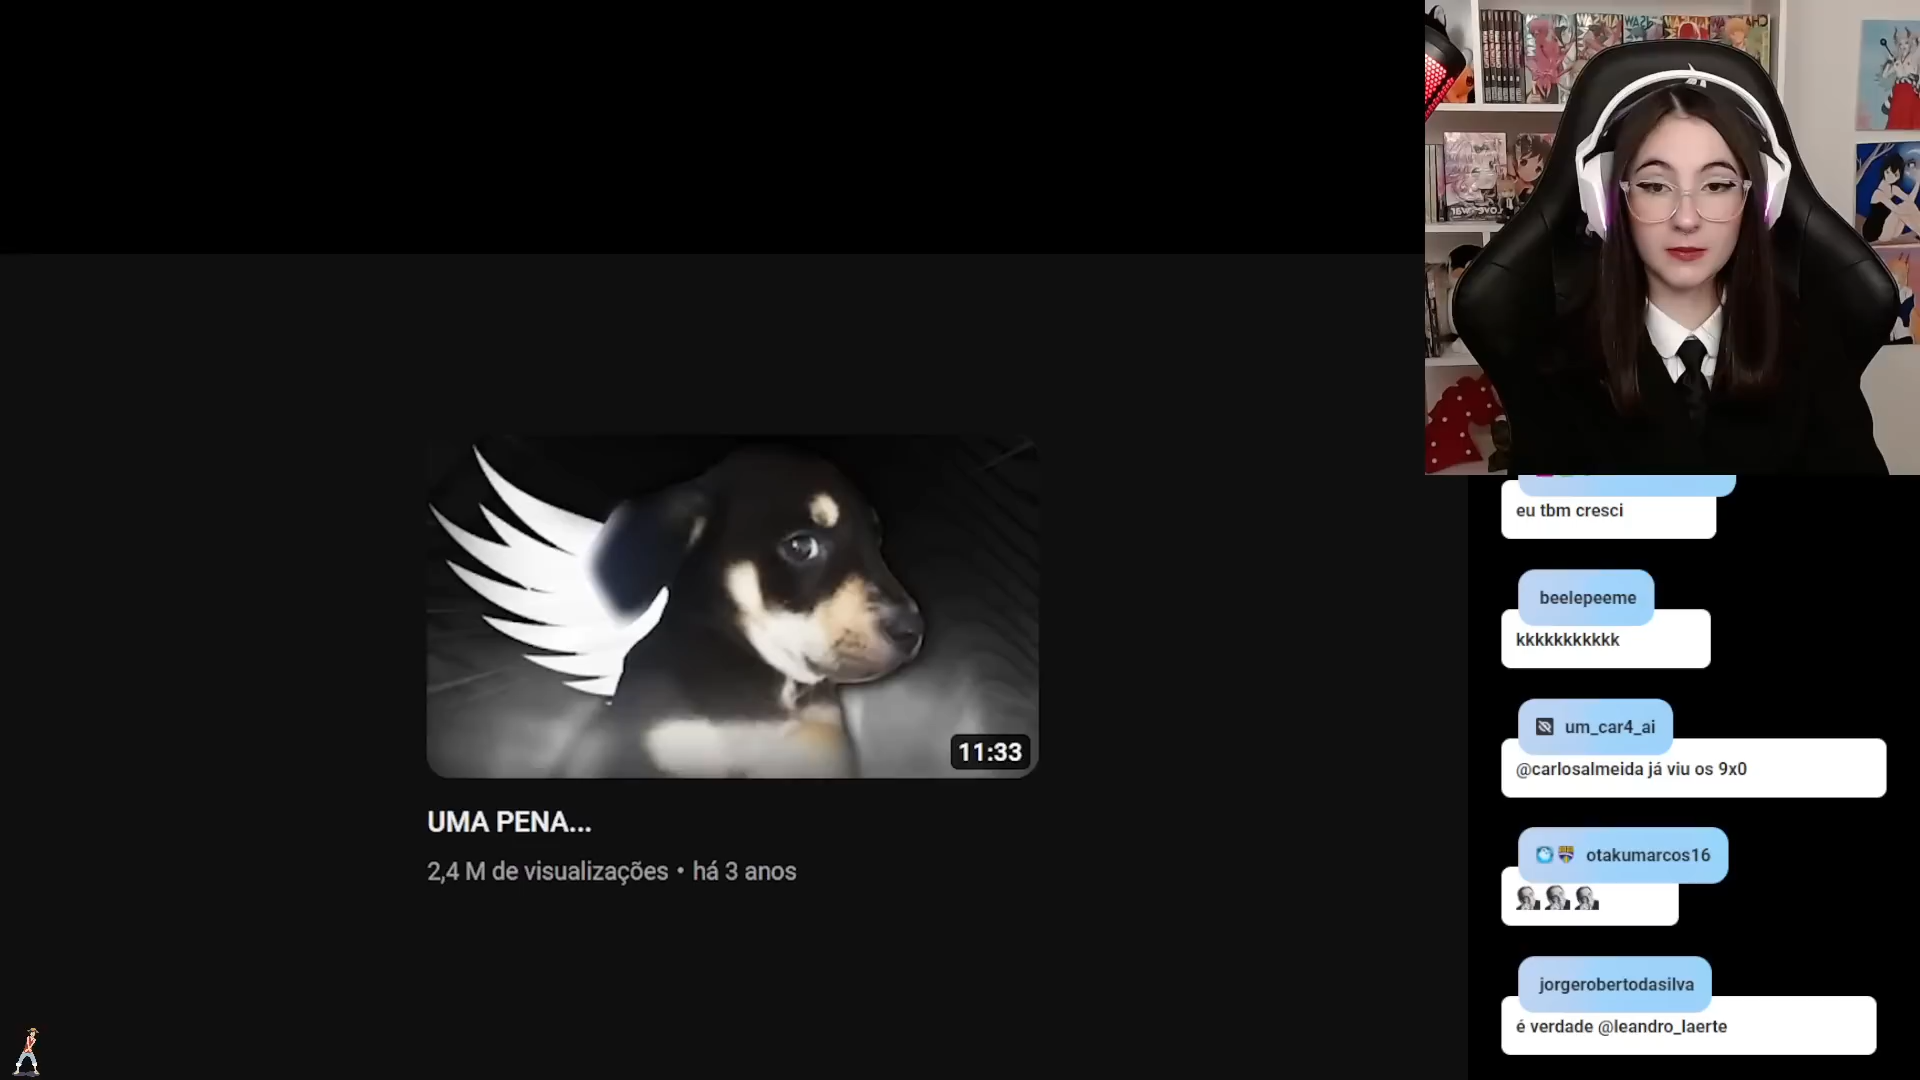 11:33
UMA PENA...
2,4 M de visualizações • há 3 anos
eu tbm cresci
beelepeeme
kkkkkkkkkkk
um_car4_ai
@carlosalmeida já viu os 9x0
otakumarcos16
jorgerobertodasilva
é verdade @leandro_laerte